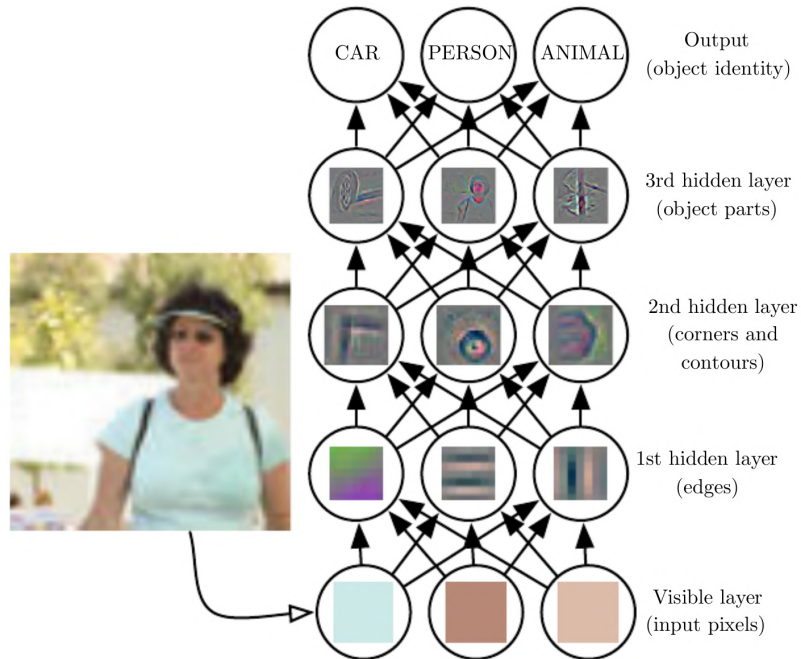 CAR PERSON ANIMAL
Output
(object identity)
3rd hidden layer
(object parts)
2nd hidden layer
(corners and
contours)
1st hidden layer
(edges)
Visible layer
(input pixels)